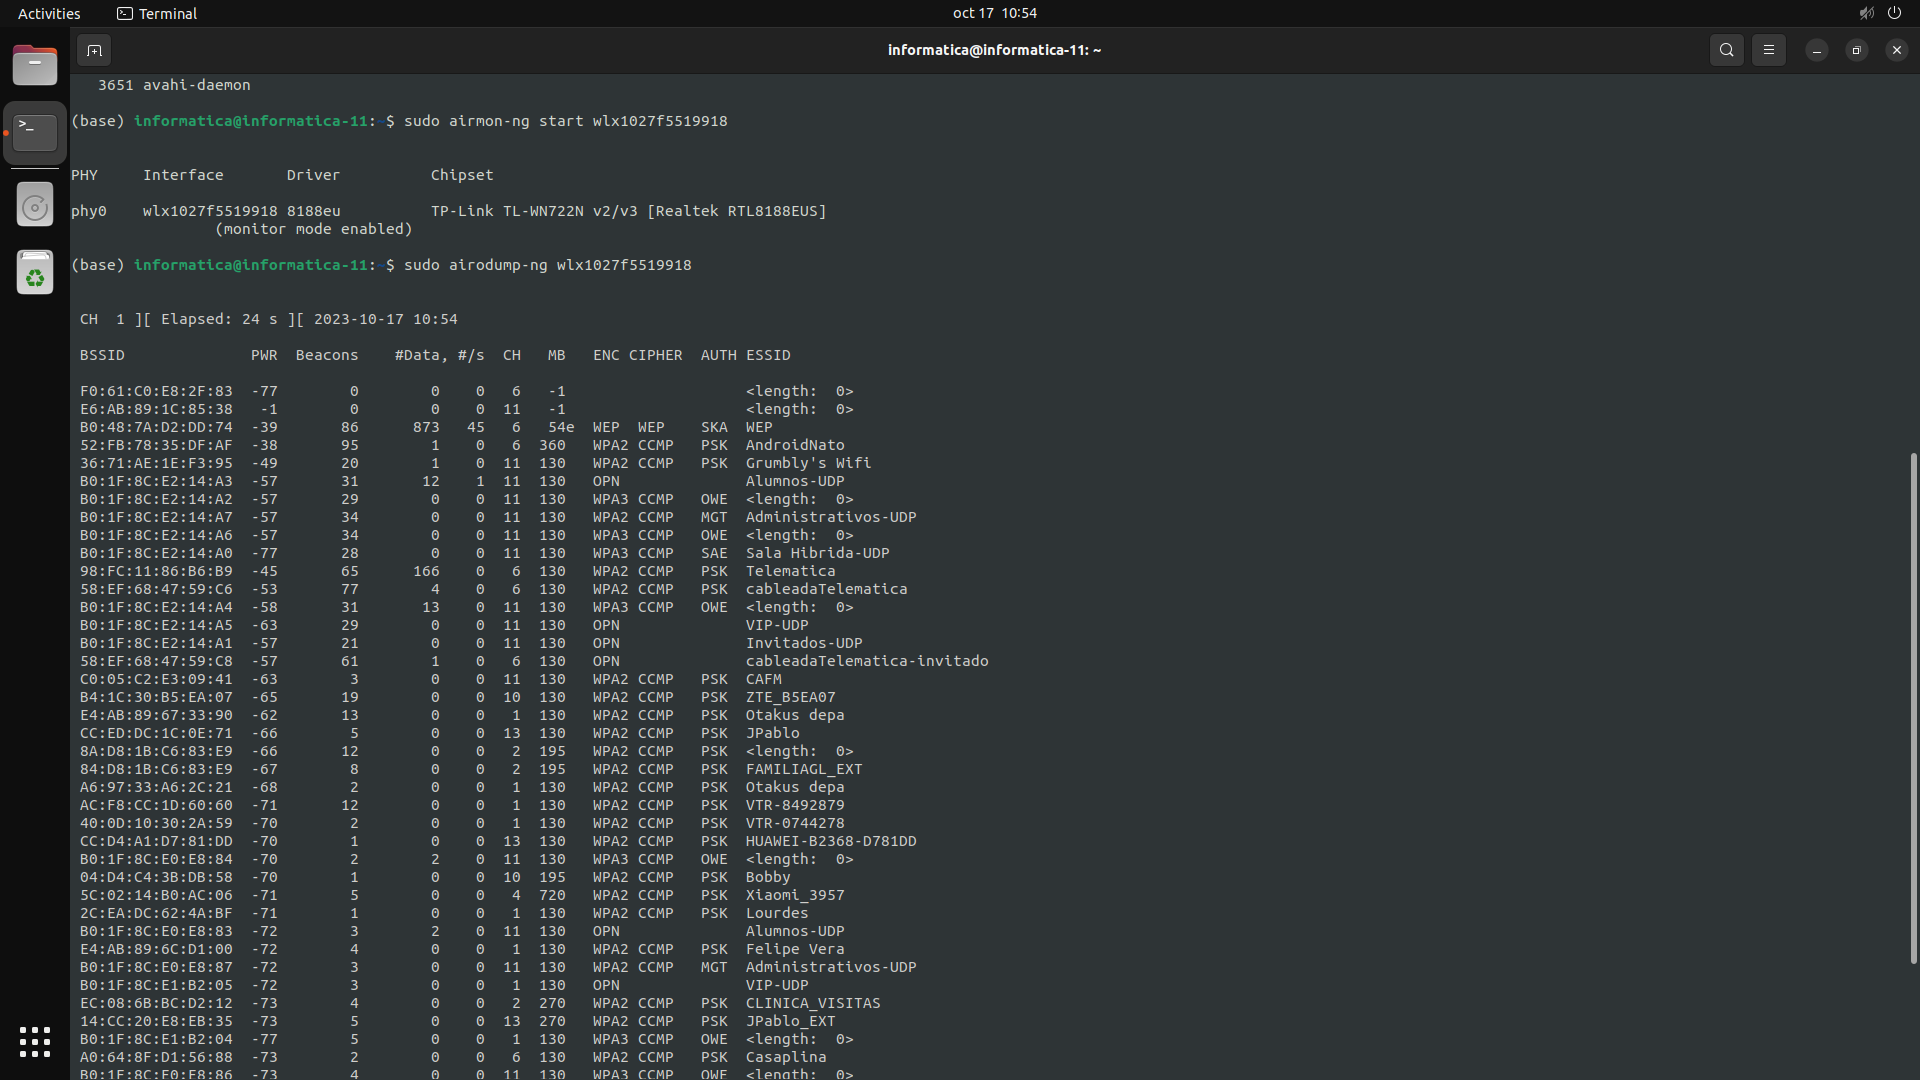 Activities Terminal oct 17 10:54
informatica@informatica-11: ~
3651 avahi-daemon
(base) informatica@informatica-11:~$ sudo airmon-ng start wlx1027f5519918
PHY Interface Driver Chipset
phy0 wlx1027f5519918 8188eu TP-Link TL-WN722N v2/v3 [Realtek RTL8188EUS]
(monitor mode enabled)
(base) informatica@informatica-11:~$ sudo airodump-ng wlx1027f5519918
CH 1 ][ Elapsed: 24 s ][ 2023-10-17 10:54
BSSID PWR Beacons #Data, #/s CH MB ENC CIPHER AUTH ESSID
F0:61:C0:E8:2F:83 -77 0 0 0 6 -1 <length: 0>
E6:AB:89:1C:85:38 -1 0 0 0 11 -1 <length: 0>
B0:48:7A:D2:DD:74 -39 86 873 45 6 54e WEP WEP SKA WEP
52:FB:78:35:DF:AF -38 95 1 0 6 360 WPA2 CCMP PSK AndroidNato
36:71:AE:1E:F3:95 -49 20 1 0 11 130 WPA2 CCMP PSK Grumbly's Wifi
B0:1F:8C:E2:14:A3 -57 31 12 1 11 130 OPN Alumnos-UDP
B0:1F:8C:E2:14:A2 -57 29 0 0 11 130 WPA3 CCMP OWE <length: 0>
B0:1F:8C:E2:14:A7 -57 34 0 0 11 130 WPA2 CCMP MGT Administrativos-UDP
B0:1F:8C:E2:14:A6 -57 34 0 0 11 130 WPA3 CCMP OWE <length: 0>
B0:1F:8C:E2:14:A0 -77 28 0 0 11 130 WPA3 CCMP SAE Sala Hibrida-UDP
98:FC:11:86:B6:B9 -45 65 166 0 6 130 WPA2 CCMP PSK Telematica
58:EF:68:47:59:C6 -53 77 4 0 6 130 WPA2 CCMP PSK cableadaTelematica
B0:1F:8C:E2:14:A4 -58 31 13 0 11 130 WPA3 CCMP OWE <length: 0>
B0:1F:8C:E2:14:A5 -63 29 0 0 11 130 OPN VIP-UDP
B0:1F:8C:E2:14:A1 -57 21 0 0 11 130 OPN Invitados-UDP
58:EF:68:47:59:C8 -57 61 1 0 6 130 OPN cableadaTelematica-invitado
C0:05:C2:E3:09:41 -63 3 0 0 11 130 WPA2 CCMP PSK CAFM
B4:1C:30:B5:EA:07 -65 19 0 0 10 130 WPA2 CCMP PSK ZTE_B5EA07
E4:AB:89:67:33:90 -62 13 0 0 1 130 WPA2 CCMP PSK Otakus depa
CC:ED:DC:1C:0E:71 -66 5 0 0 13 130 WPA2 CCMP PSK JPablo
8A:D8:1B:C6:83:E9 -66 12 0 0 2 195 WPA2 CCMP PSK <length: 0>
84:D8:1B:C6:83:E9 -67 8 0 0 2 195 WPA2 CCMP PSK FAMILIAGL_EXT
A6:97:33:A6:2C:21 -68 2 0 0 1 130 WPA2 CCMP PSK Otakus depa
AC:F8:CC:1D:60:60 -71 12 0 0 1 130 WPA2 CCMP PSK VTR-8492879
40:0D:10:30:2A:59 -70 2 0 0 1 130 WPA2 CCMP PSK VTR-0744278
CC:D4:A1:D7:81:DD -70 1 0 0 13 130 WPA2 CCMP PSK HUAWEI-B2368-D781DD
B0:1F:8C:E0:E8:84 -70 2 2 0 11 130 WPA3 CCMP OWE <length: 0>
04:D4:C4:3B:DB:58 -70 1 0 0 10 195 WPA2 CCMP PSK Bobby
5C:02:14:B0:AC:06 -71 5 0 0 4 720 WPA2 CCMP PSK Xiaomi_3957
2C:EA:DC:62:4A:BF -71 1 0 0 1 130 WPA2 CCMP PSK Lourdes
B0:1F:8C:E0:E8:83 -72 3 2 0 11 130 OPN Alumnos-UDP
E4:AB:89:6C:D1:00 -72 4 0 0 1 130 WPA2 CCMP PSK Felipe Vera
B0:1F:8C:E0:E8:87 -72 3 0 0 11 130 WPA2 CCMP MGT Administrativos-UDP
B0:1F:8C:E1:B2:05 -72 3 0 0 1 130 OPN VIP-UDP
EC:08:6B:BC:D2:12 -73 4 0 0 2 270 WPA2 CCMP PSK CLINICA_VISITAS
14:CC:20:E8:EB:35 -73 5 0 0 13 270 WPA2 CCMP PSK JPablo_EXT
B0:1F:8C:E1:B2:04 -77 5 0 0 1 130 WPA3 CCMP OWE <length: 0>
A0:64:8F:D1:56:88 -73 2 0 0 6 130 WPA2 CCMP PSK Casaplina
B0:1F:8C:E0:E8:86 -73 4 0 0 11 130 WPA3 CCMP OWE <length: 0>